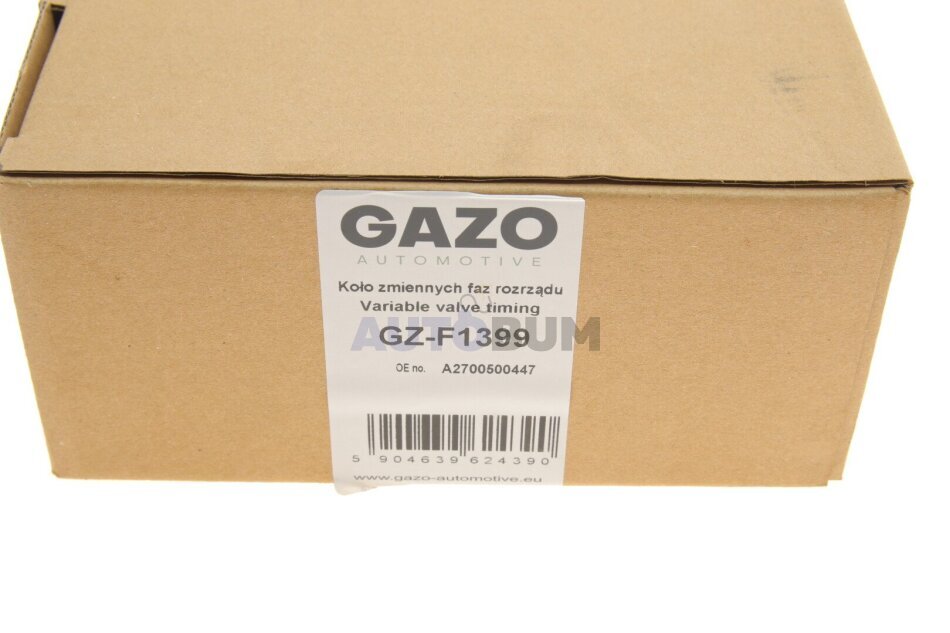 GAZO
AUTOMOTIVE
Koło zmiennych faz rozrządu
Variable valve timing
AUTOBUM
GZ-F1399
OE no. A2700500447
5 904639 624390
www.gazo-automotive.eu